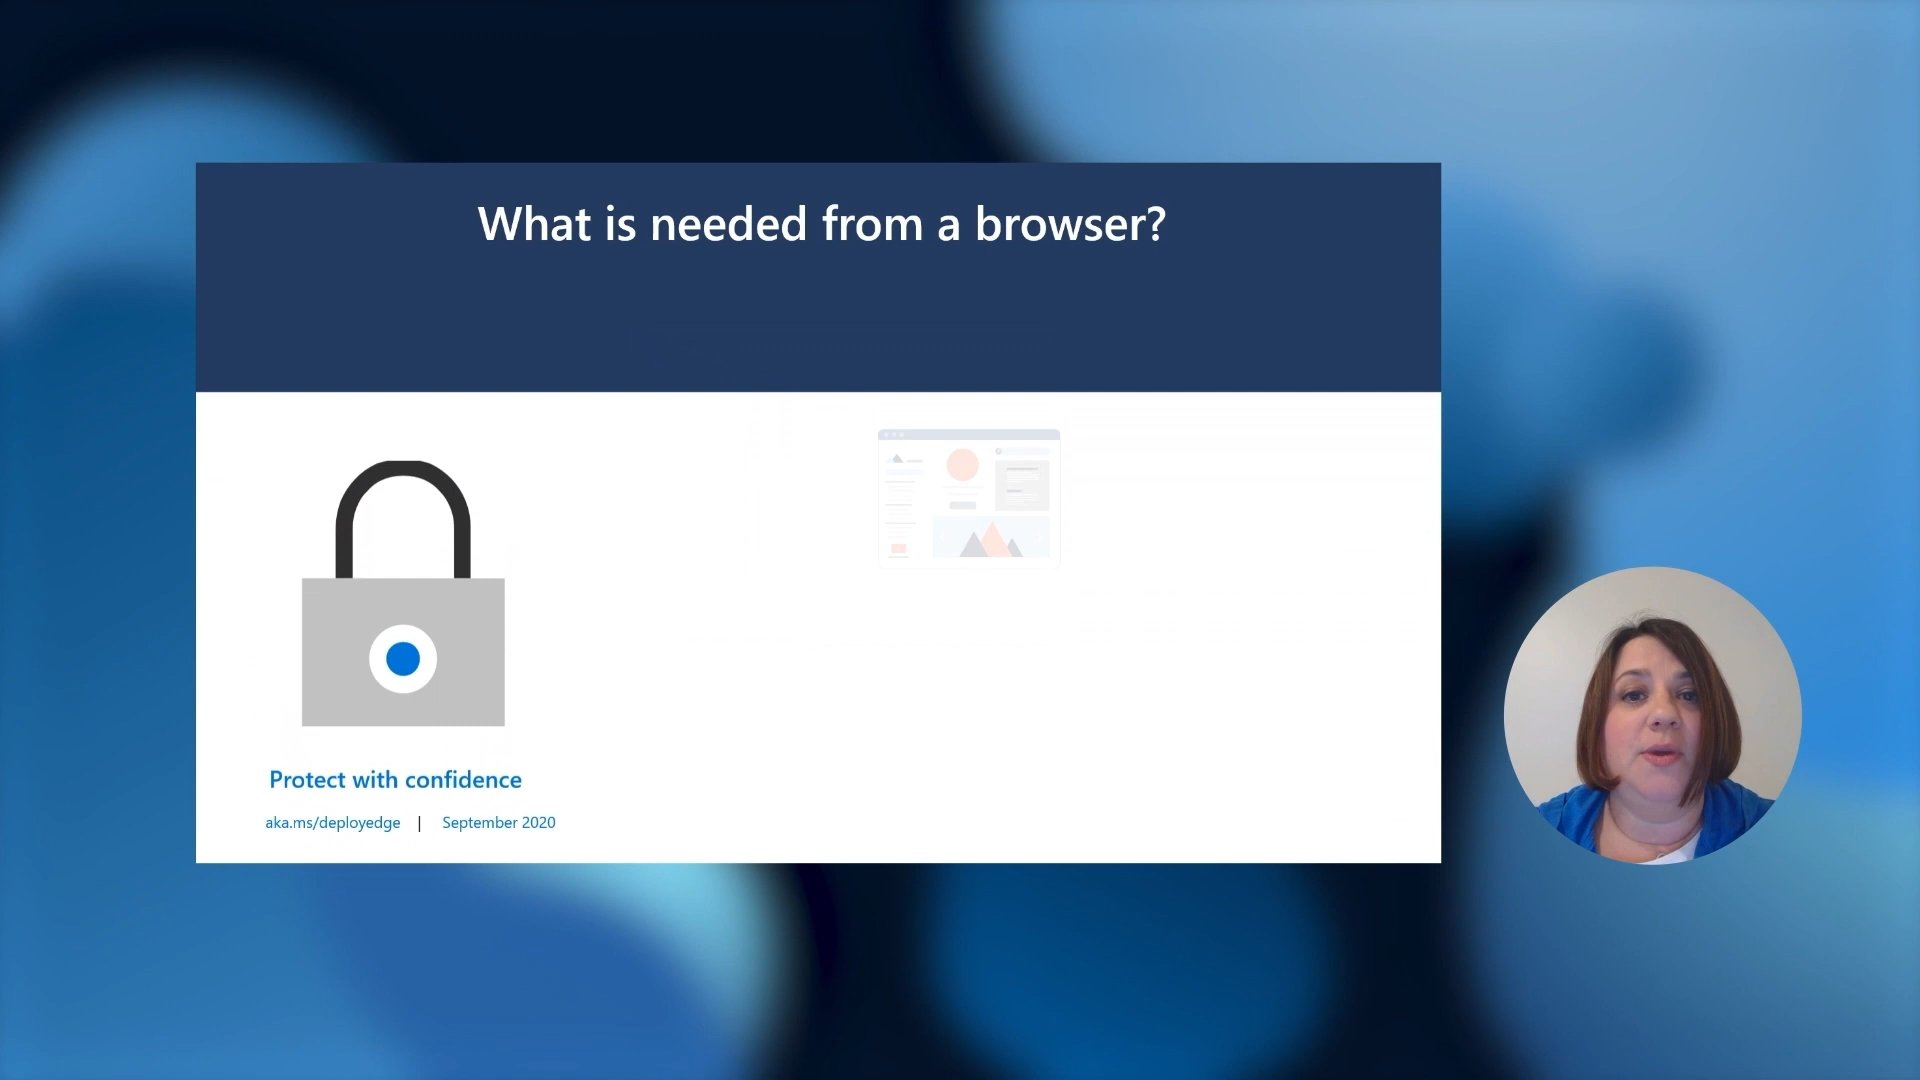 What is needed from a browser?
Protect with confidence
aka.ms/deployedge | September 2020